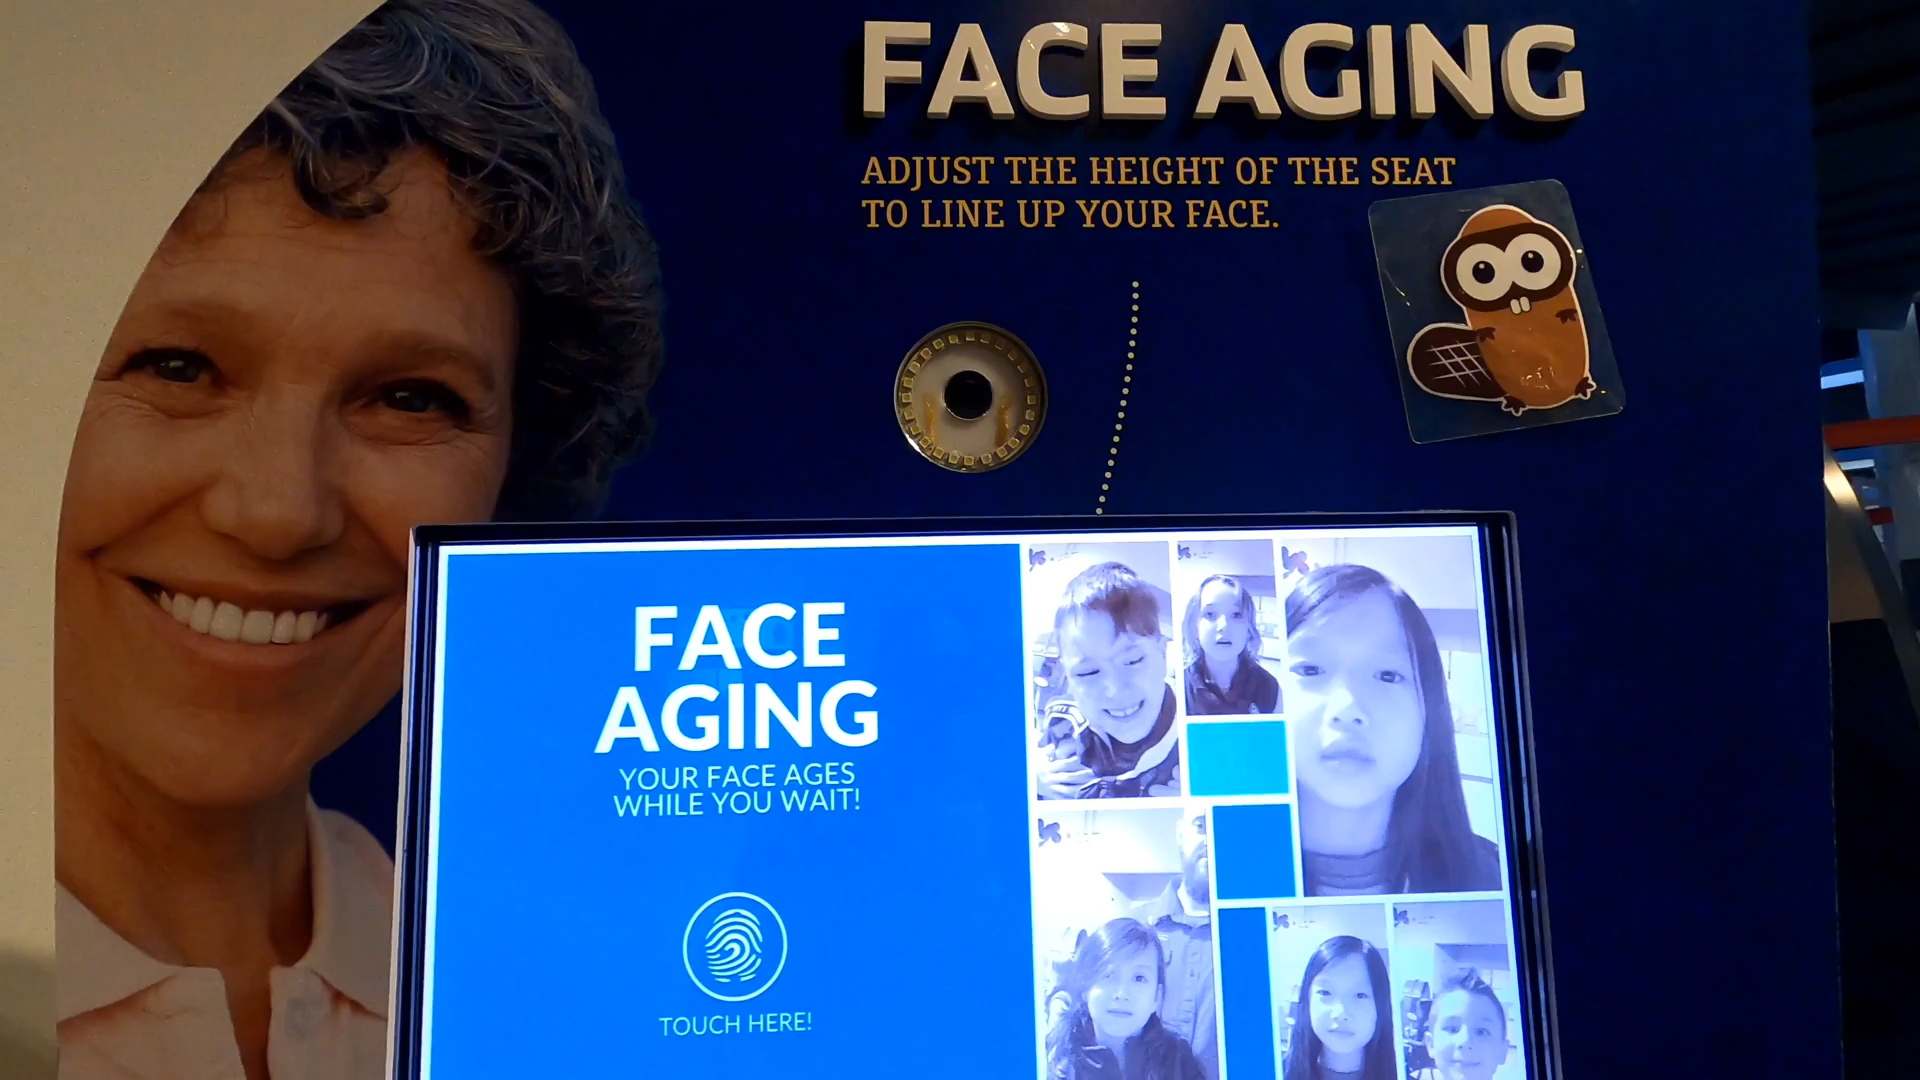 FACE AGING
ADJUST THE HEIGHT OF THE SEAT
TO LINE UP YOUR FACE.
FACE
AGING
YOUR FACE AGES
WHILE YOU WAIT!
TOUCH HERE!